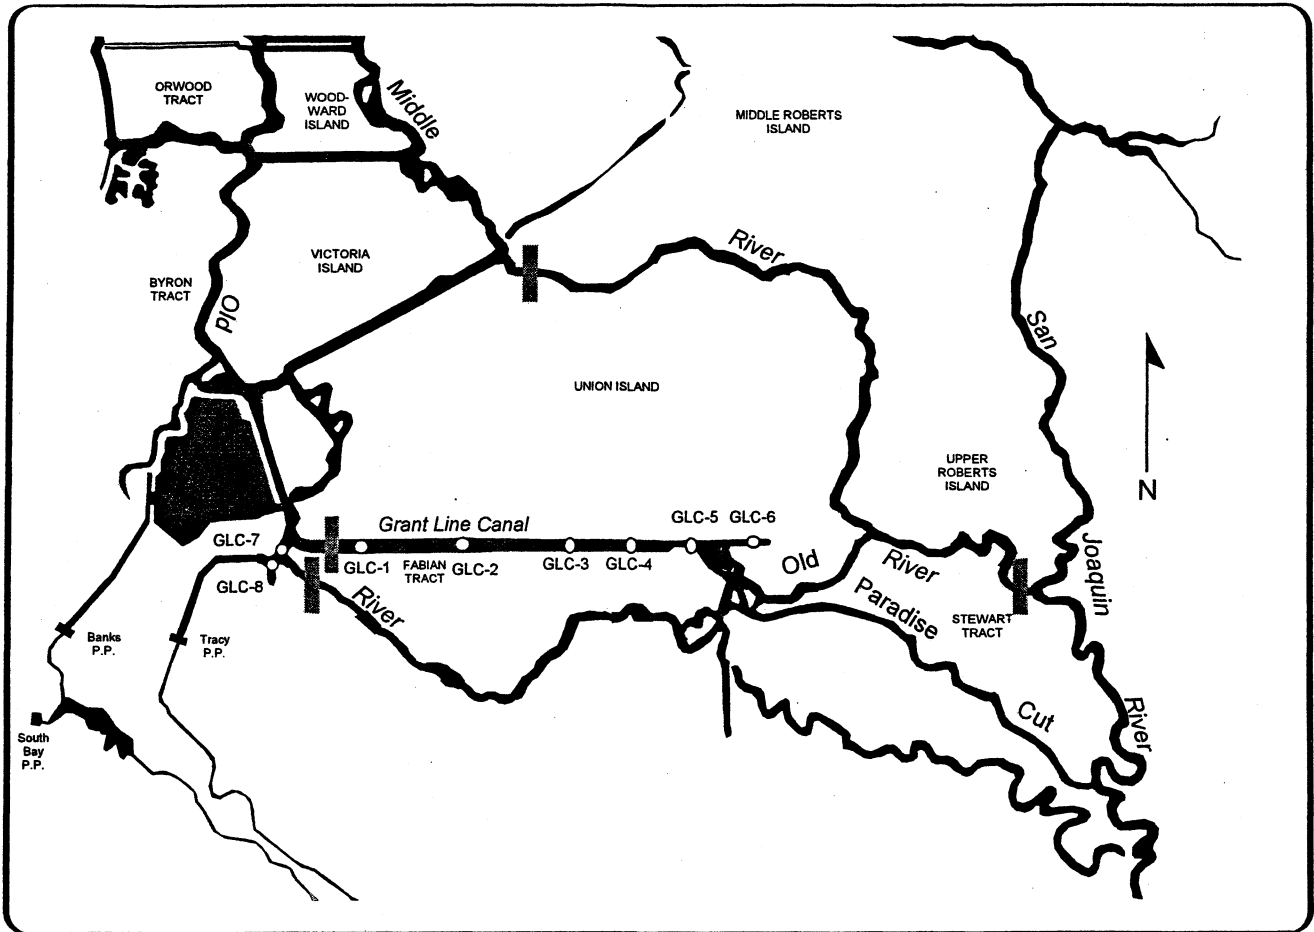 ORWOOD
TRACT
WOOD-
WARD
ISLAND
Middle
MIDDLE ROBERTS
ISLAND
River
VICTORIA
ISLAND
BYRON
TRACT
Old
San
UNION ISLAND
UPPER
ROBERTS
ISLAND
N
Grant Line Canal
GLC-5
GLC-6
GLC-7
GLC-1
FABIAN
TRACT
GLC-2
GLC-3
GLC-4
GLC-8
Old
River
Joaquin
River
Paradise
STEWART
TRACT
Banks
P.P.
Tracy
P.P.
Cut
River
South
Bay
P.P.